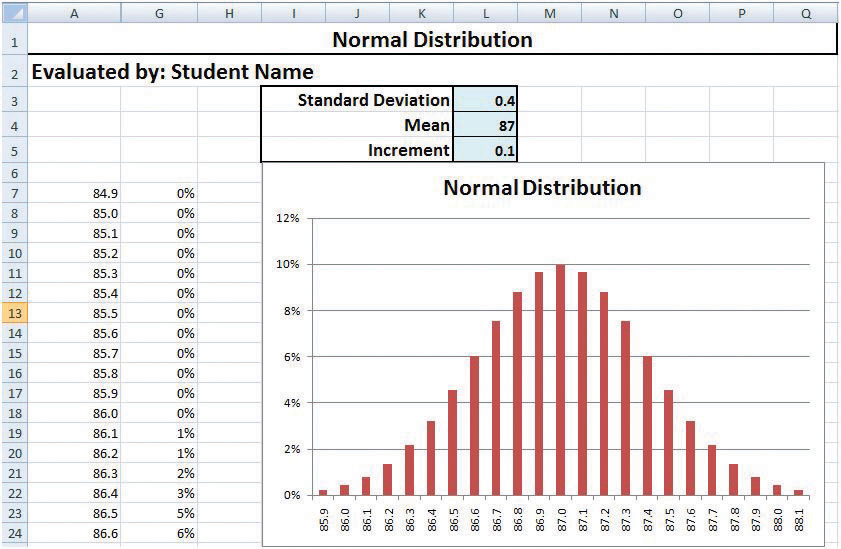 A G H I J K L M N O P Q
1 Normal Distribution
2 Evaluated by: Student Name
3 Standard Deviation 0.4
4 Mean 87
5 Increment 0.1
6
7 84.9 0%
8 85.0 0%
9 85.1 0%
10 85.2 0%
11 85.3 0%
12 85.4 0%
13 85.5 0%
14 85.6 0%
15 85.7 0%
16 85.8 0%
17 85.9 0%
18 86.0 0%
19 86.1 1%
20 86.2 1%
21 86.3 2%
22 86.4 3%
23 86.5 5%
24 86.6 6%
Normal Distribution
12%
10%
8%
6%
4%
2%
0%
85.9 86.0 86.1 86.2 86.3 86.4 86.5 86.6 86.7 86.8 86.9 87.0 87.1 87.2 87.3 87.4 87.5 87.6 87.7 87.8 87.9 88.0 88.1